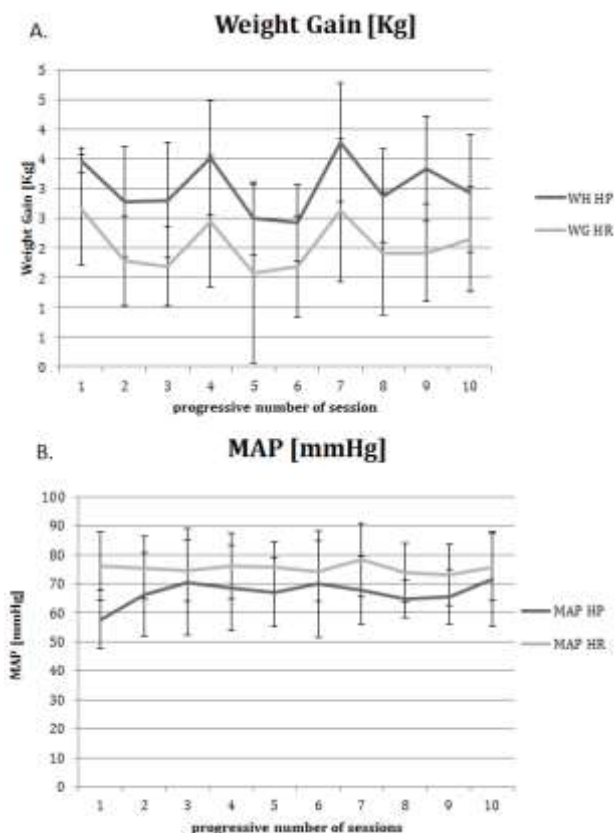 A.
Weight Gain [Kg]
Weight Gain [Kg]
5
5
4
4
3
3
2
2
1
1
0
1 2 3 4 5 6 7 8 9 10
progressive number of session
WH HP
WG HR
B.
MAP [mmHg]
MAP [mmHg]
100
90
80
70
60
50
40
30
20
10
0
1 2 3 4 5 6 7 8 9 10
progressive number of sessions
MAP HP
MAP HR